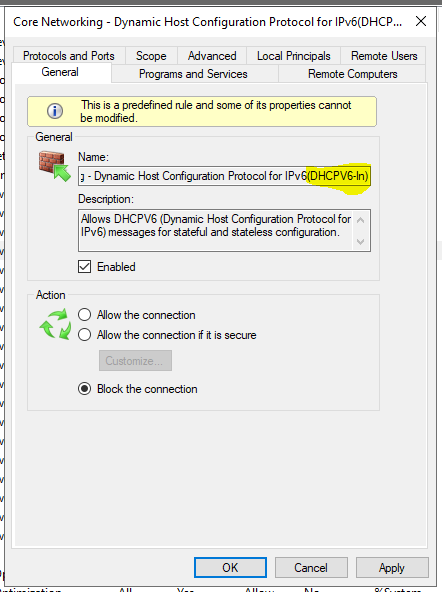 Core Networking - Dynamic Host Configuration Protocol for IPv6(DHCP...
Protocols and Ports Scope Advanced Local Principals Remote Users
General Programs and Services Remote Computers
This is a predefined rule and some of its properties cannot
be modified.
General
Name:
- Dynamic Host Configuration Protocol for IPv6(DHCPV6-In)
Description:
Allows DHCPV6 (Dynamic Host Configuration Protocol for
IPv6) messages for stateful and stateless configuration.
Enabled
Action
Allow the connection
Allow the connection if it is secure
Customize...
Block the connection
OK Cancel Apply